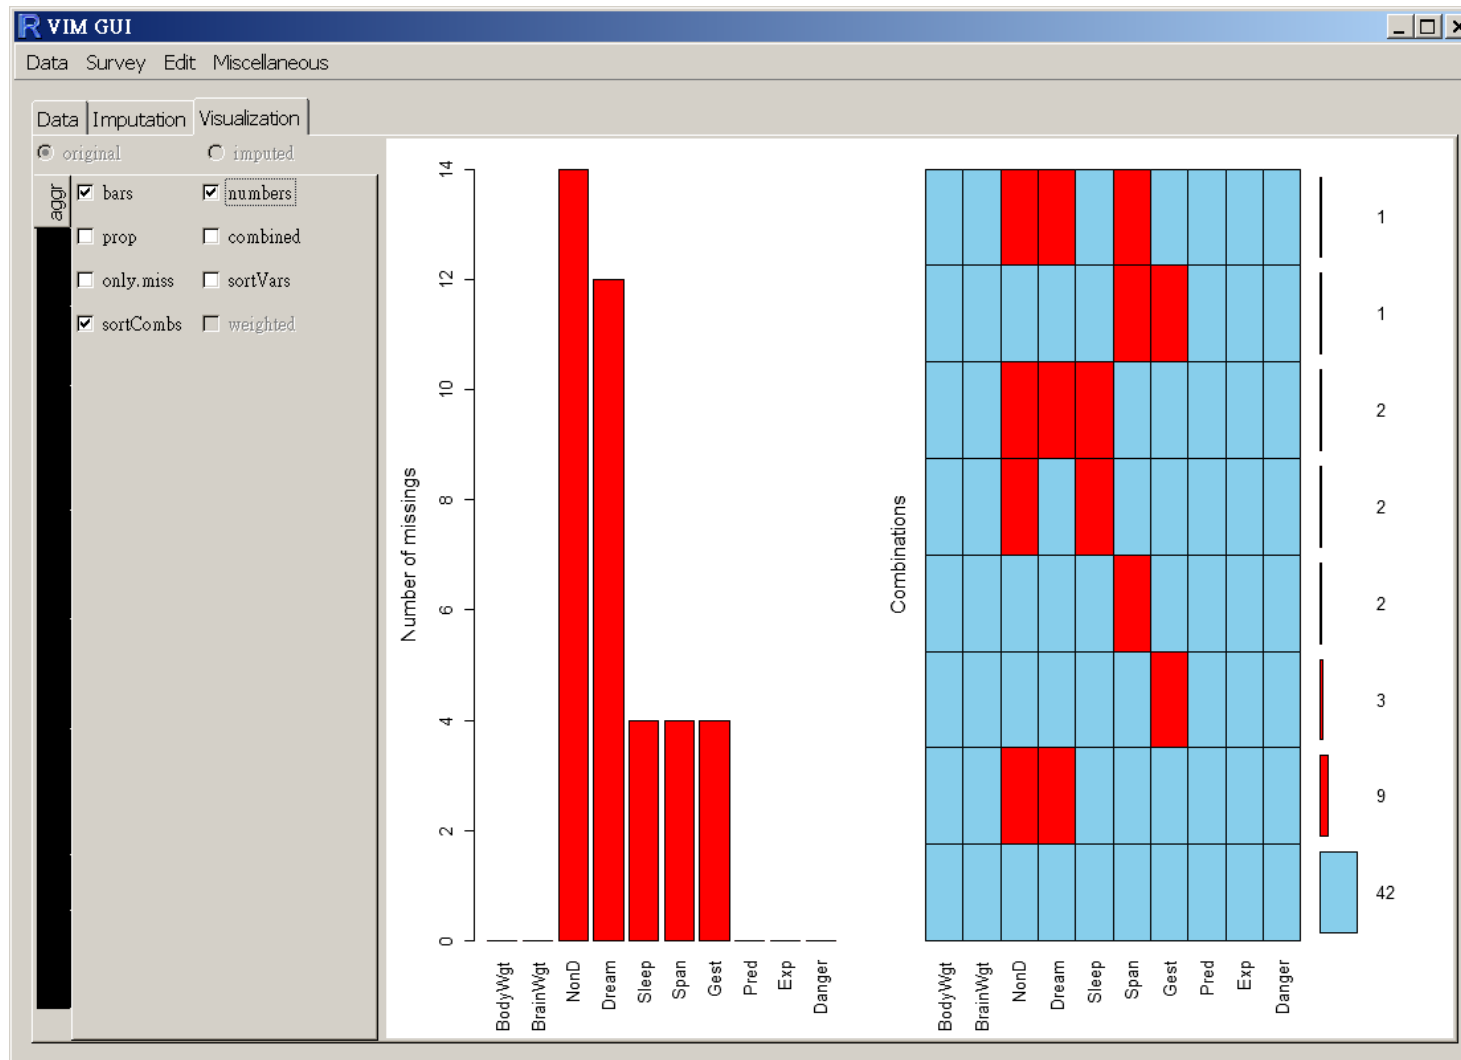 VIM GUI
Data Survey Edit Miscellaneous
Data Imputation Visualization
original imputed
aggr
bars numbers
prop combined
only.miss sortVars
sortCombs weighted
Number of missings
14
12
10
8
6
4
2
0
BodyWgt BrainWgt NonD Dream Sleep Span Gest Pred Exp Danger
Combinations
1
1
2
2
2
3
9
42
BodyWgt BrainWgt NonD Dream Sleep Span Gest Pred Exp Danger